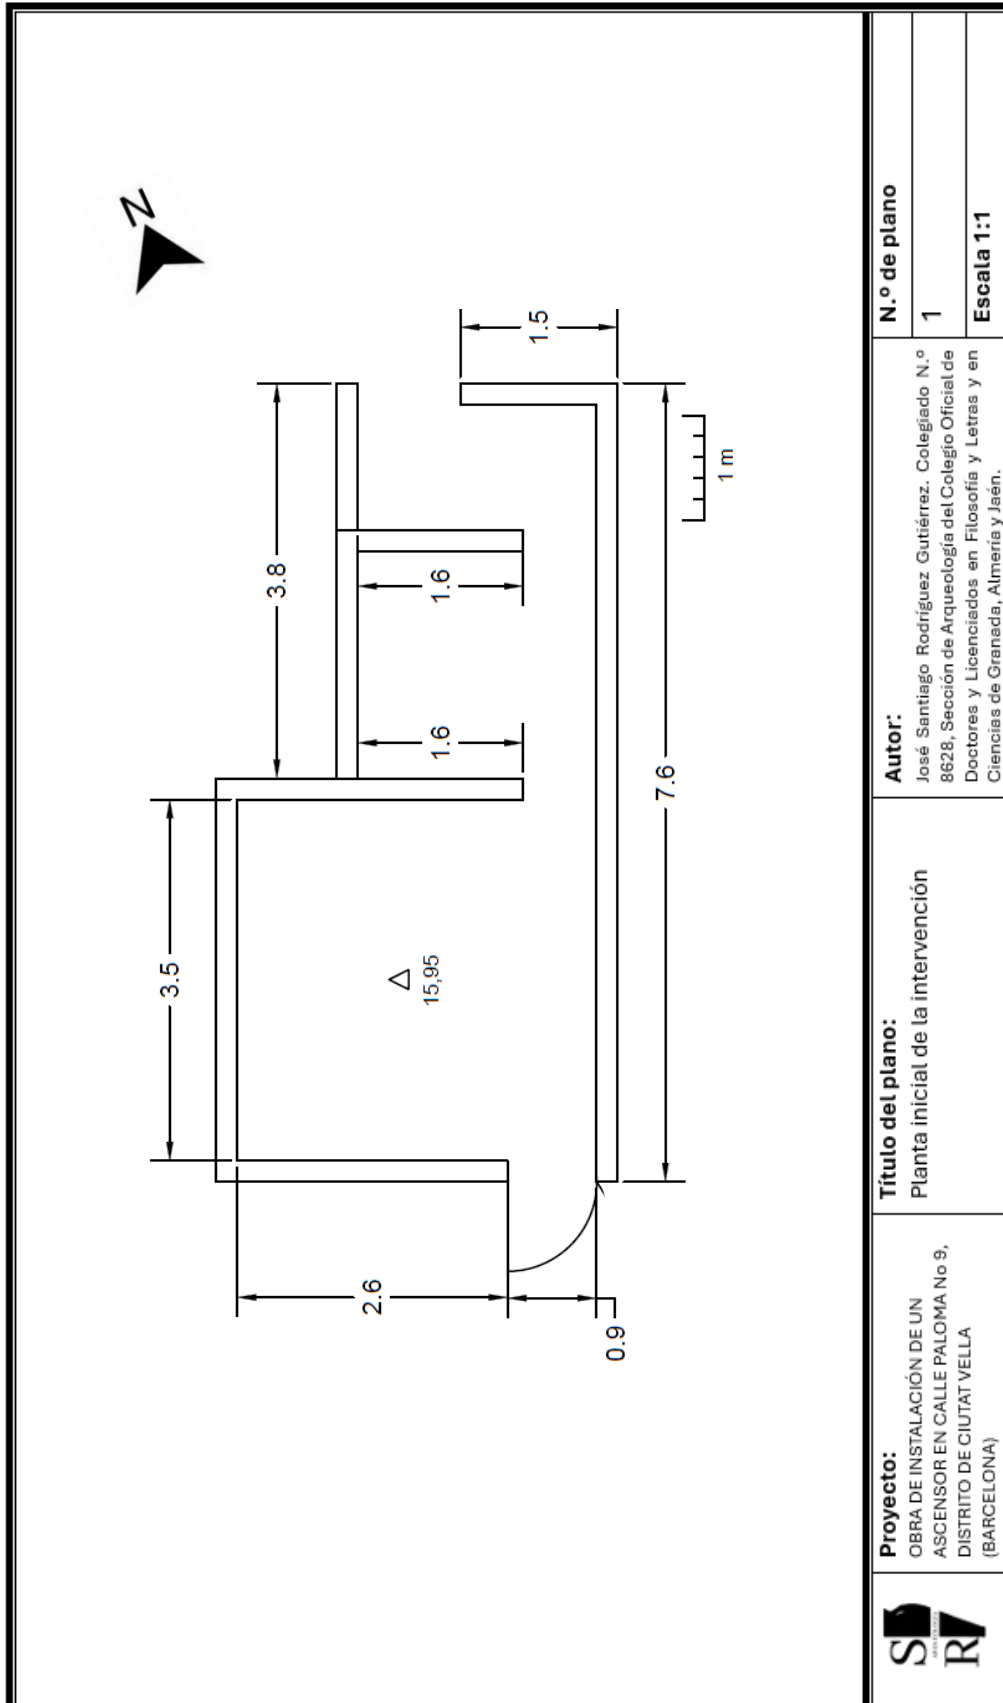 N
3.5
3.8
1.5
1.6
1.6
15,95
2.6
0.9
7.6
1 m
S
R
Proyecto:
OBRA DE INSTALACIÓN DE UN
ASCENSOR EN CALLE PALOMA No 9,
DISTRITO DE CIUTAT VELLA
(BARCELONA)
Título del plano:
Planta inicial de la intervención
Autor:
José Santiago Rodríguez Gutiérrez. Colegiado N.º
8628, Sección de Arqueología del Colegio Oficial de
Doctores y Licenciados en Filosofía y Letras y en
Ciencias de Granada, Almería y Jaén.
N.º de plano
1
Escala 1:1